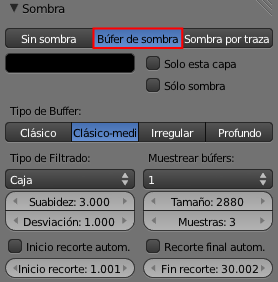 Sombra
Sin sombra Búfer de sombra Sombra por traza
Solo esta capa
Sólo sombra
Tipo de Buffer:
Clásico Clásico-medi Irregular Profundo
Tipo de Filtrado: Muestrear búfers:
Caja 1
Suabidez: 3.000 Tamaño: 2880
Desviación: 1.000 Muestras: 3
Inicio recorte autom. Recorte final autom.
Inicio recorte: 1.001 Fin recorte: 30.002